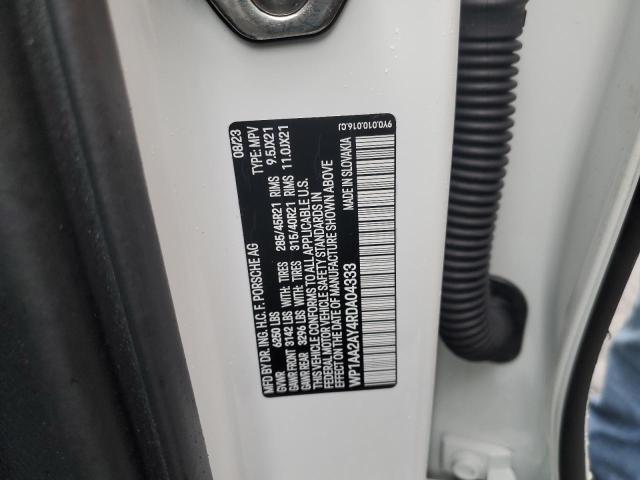 MFD BY DR. ING. H.C. F. PORSCHE AG 08/23
GVWR 6250 LBS TYPE: MPV
GAWR FRONT 3142 LBS WITH: TIRES 285/45R21 RIMS 9.5JX21
GAWR REAR 3296 LBS WITH: TIRES 315/40R21 RIMS 11.0JX21
THIS VEHICLE CONFORMS TO ALL APPLICABLE U.S.
FEDERAL MOTOR VEHICLE SAFETY STANDARDS IN
EFFECT ON THE DATE OF MANUFACTURE SHOWN ABOVE
WP1AA2AY4RDA04333 MADE IN SLOVAKIA
9Y0.010.016.CJ